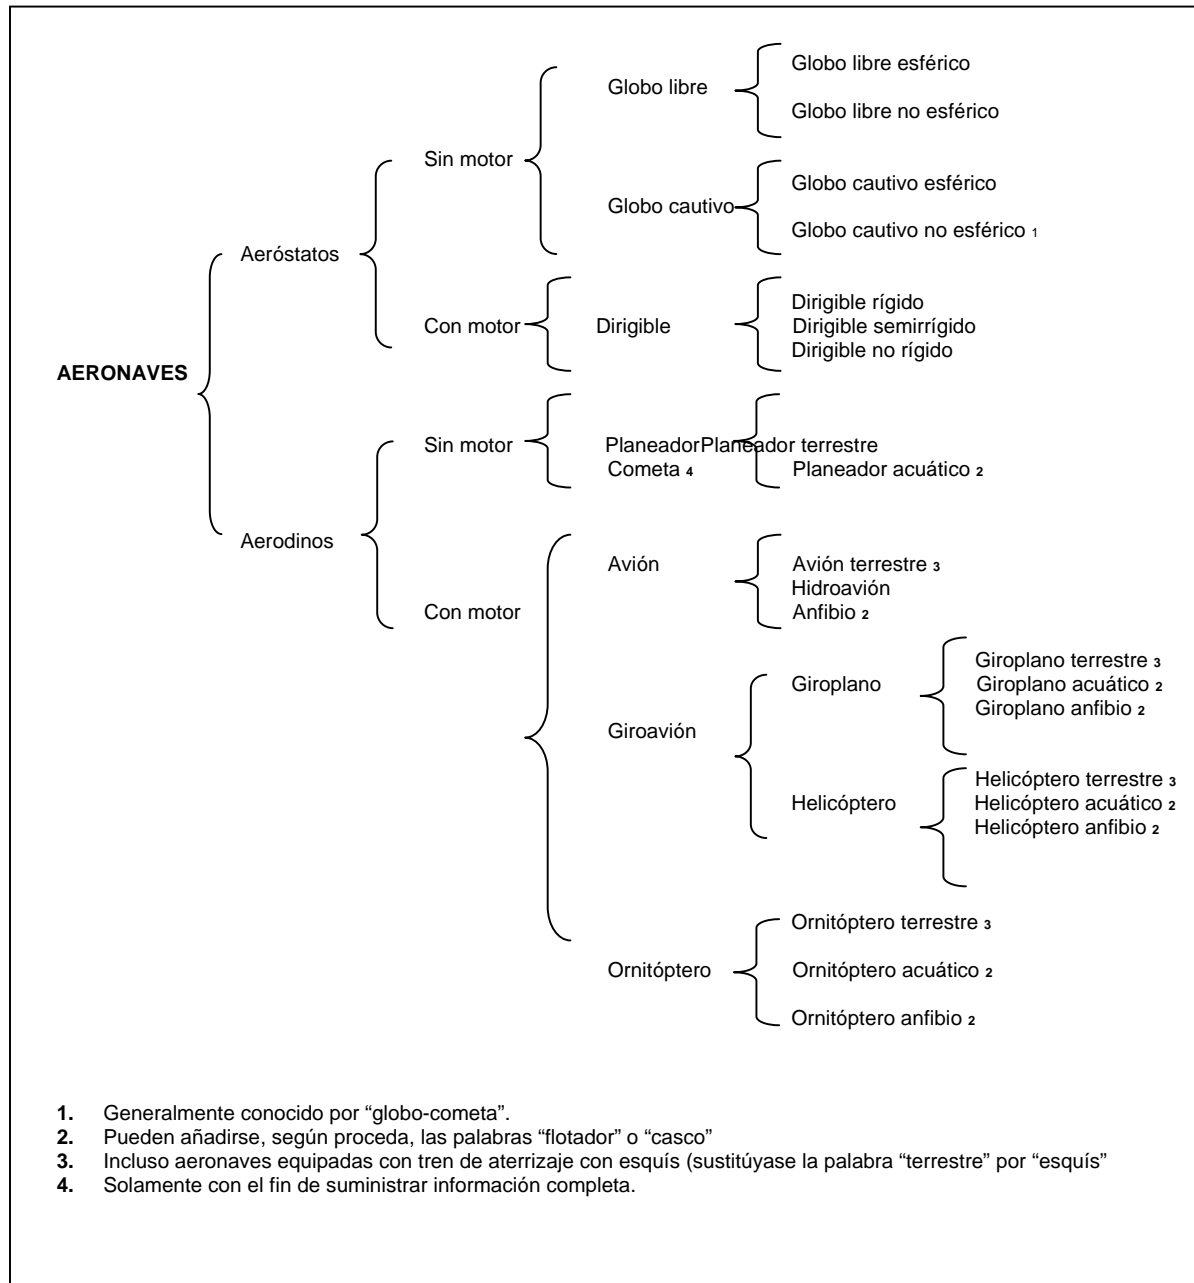 Globo libre esférico
Globo libre
Globo libre no esférico
Sin motor
Globo cautivo esférico
Globo cautivo
Globo cautivo no esférico 1
Aeróstatos
Dirigible rígido
Con motor Dirigible Dirigible semirrígido
Dirigible no rígido
AERONAVES
Sin motor PlaneadorPlaneador terrestre
Cometa 4 Planeador acuático 2
Aerodinos
Avión Avión terrestre 3
Hidroavión
Con motor Anfibio 2
Giroplano terrestre 3
Giroplano Giroplano acuático 2
Giroplano anfibio 2
Giroavión
Helicóptero terrestre 3
Helicóptero Helicóptero acuático 2
Helicóptero anfibio 2
Ornitóptero terrestre 3
Ornitóptero Ornitóptero acuático 2
Ornitóptero anfibio 2
1. Generalmente conocido por “globo-cometa”.
2. Pueden añadirse, según proceda, las palabras “flotador” o “casco”
3. Incluso aeronaves equipadas con tren de aterrizaje con esquís (sustitúyase la palabra “terrestre” por “esquís”
4. Solamente con el fin de suministrar información completa.